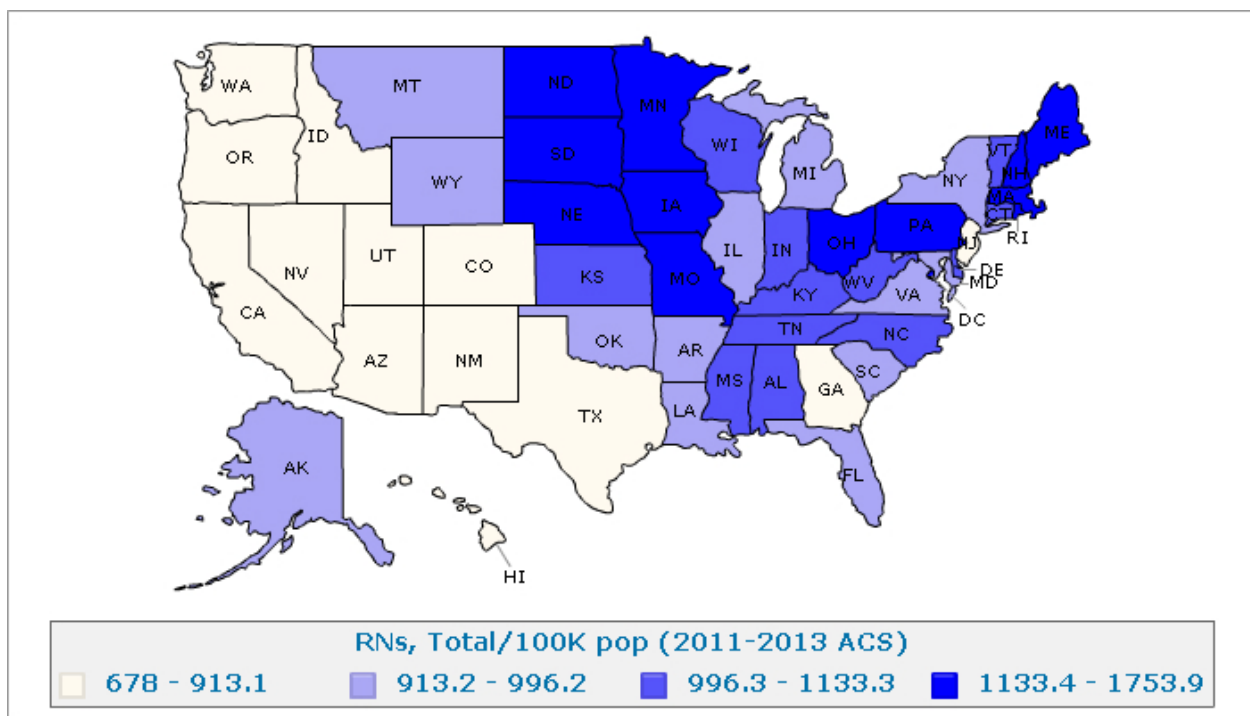 WA
MT
ND
MN
ME
ID
OR
SD
WI
VT
NH
WY
MI
NY
MA
CT
RI
NE
IA
PA
NJ
NV
UT
CO
IL
IN
OH
DE
MD
KS
MO
KY
WV
VA
DC
CA
TN
NC
AZ
NM
OK
AR
SC
MS
AL
GA
TX
LA
AK
FL
HI
RNs, Total/100K pop (2011-2013 ACS)
678 - 913.1 913.2 - 996.2 996.3 - 1133.3 1133.4 - 1753.9